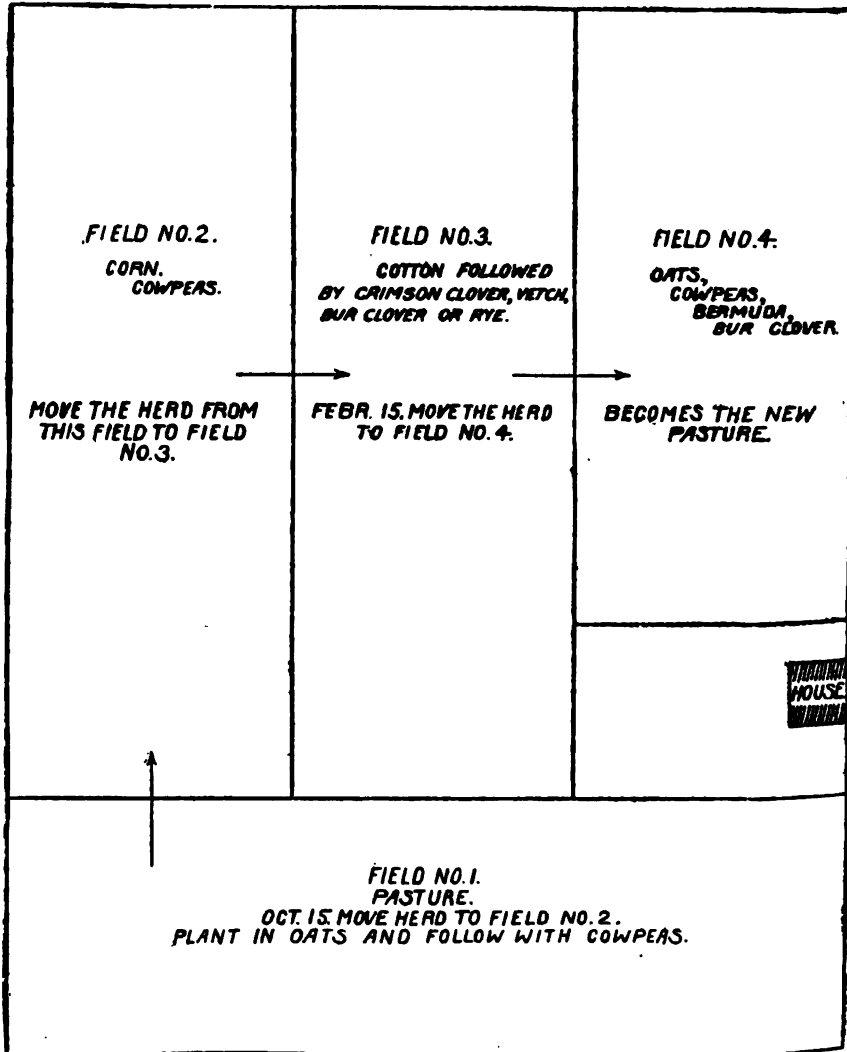 FIELD NO.2.
CORN.
COWPEAS.
MOVE THE HERD FROM
THIS FIELD TO FIELD
NO.3.
FIELD NO.3.
COTTON FOLLOWED
BY CRIMSON CLOVER, VETCH,
BUR CLOVER OR RYE.
FEBR. 15. MOVE THE HERD
TO FIELD NO.4.
FIELD NO.4.
OATS,
COWPEAS,
BERMUDA,
BUR CLOVER.
BECOMES THE NEW
PASTURE.
HOUSE
FIELD NO.1.
PASTURE.
OCT. 15. MOVE HERD TO FIELD NO.2.
PLANT IN OATS AND FOLLOW WITH COWPEAS.